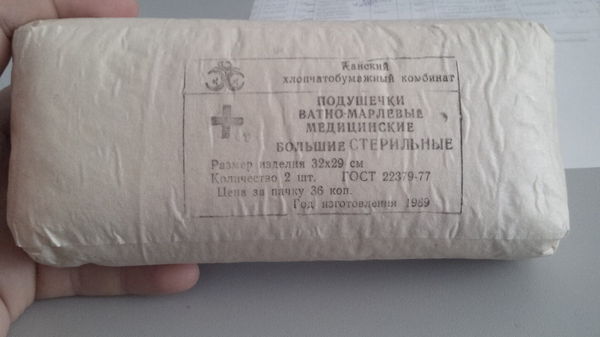 Канский
хлопчатобумажный комбинат
ПОДУШЕЧКИ
ВАТНО-МАРЛЕВЫЕ
МЕДИЦИНСКИЕ
БОЛЬШИЕ СТЕРИЛЬНЫЕ
Размер изделия 32х29 см
Количество 2 шт. ГОСТ 22379-77
Цена за пачку 36 коп.
Год изготовления 1989